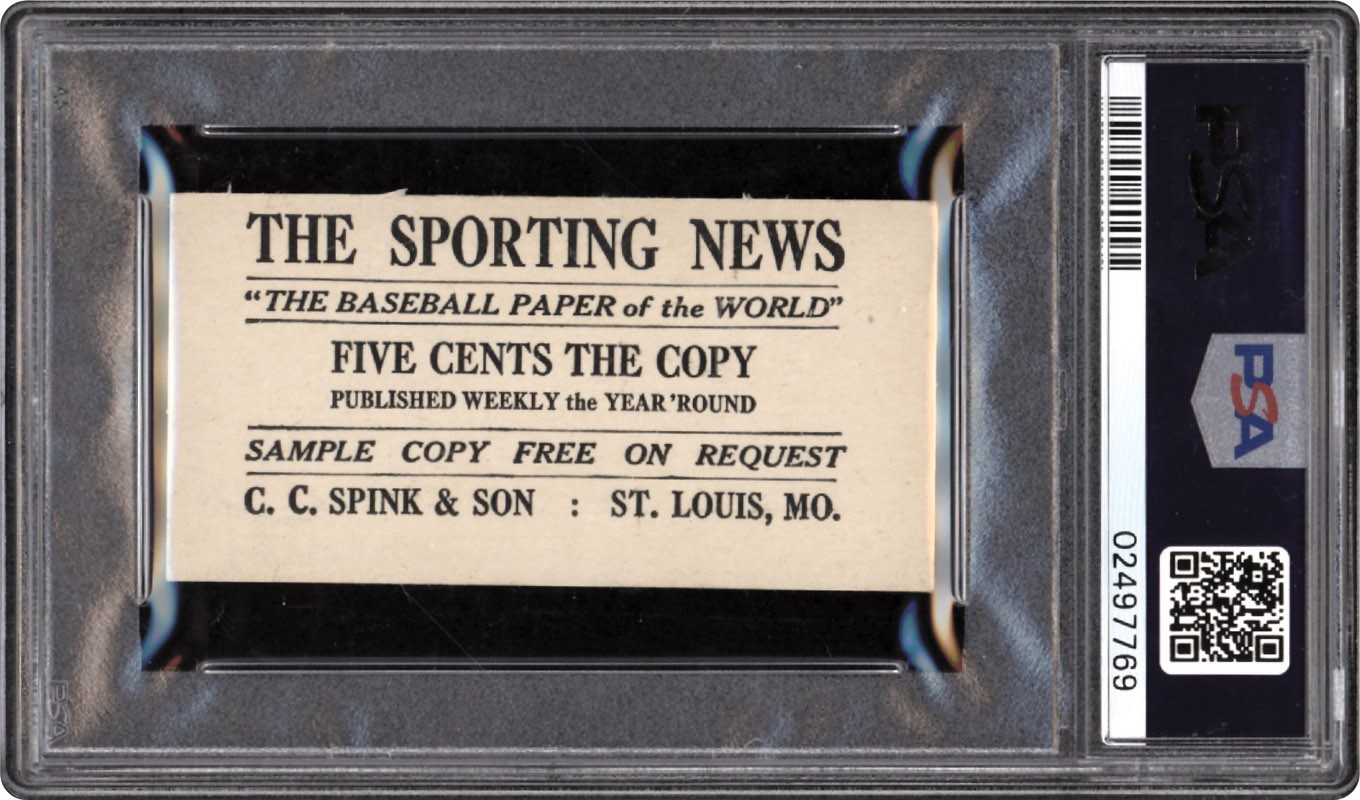 THE SPORTING NEWS
“THE BASEBALL PAPER of the WORLD”
FIVE CENTS THE COPY
PUBLISHED WEEKLY the YEAR ’ROUND
SAMPLE COPY FREE ON REQUEST
C. C. SPINK & SON : ST. LOUIS, MO.
PSA
PSA
02497769
PSA